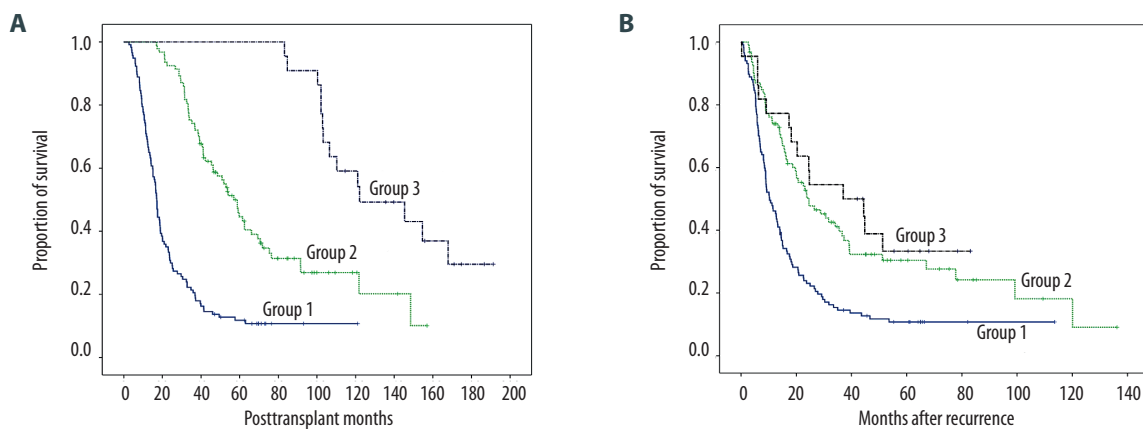 A
Proportion of survival
1.0
0.8
0.6
0.4
0.2
0.0
Group 3
Group 2
Group 1
0 20 40 60 80 100 120 140 160 180 200
Posttransplant months
B
Proportion of survival
1.0
0.8
0.6
0.4
0.2
0.0
Group 3
Group 2
Group 1
0 20 40 60 80 100 120 140
Months after recurrence